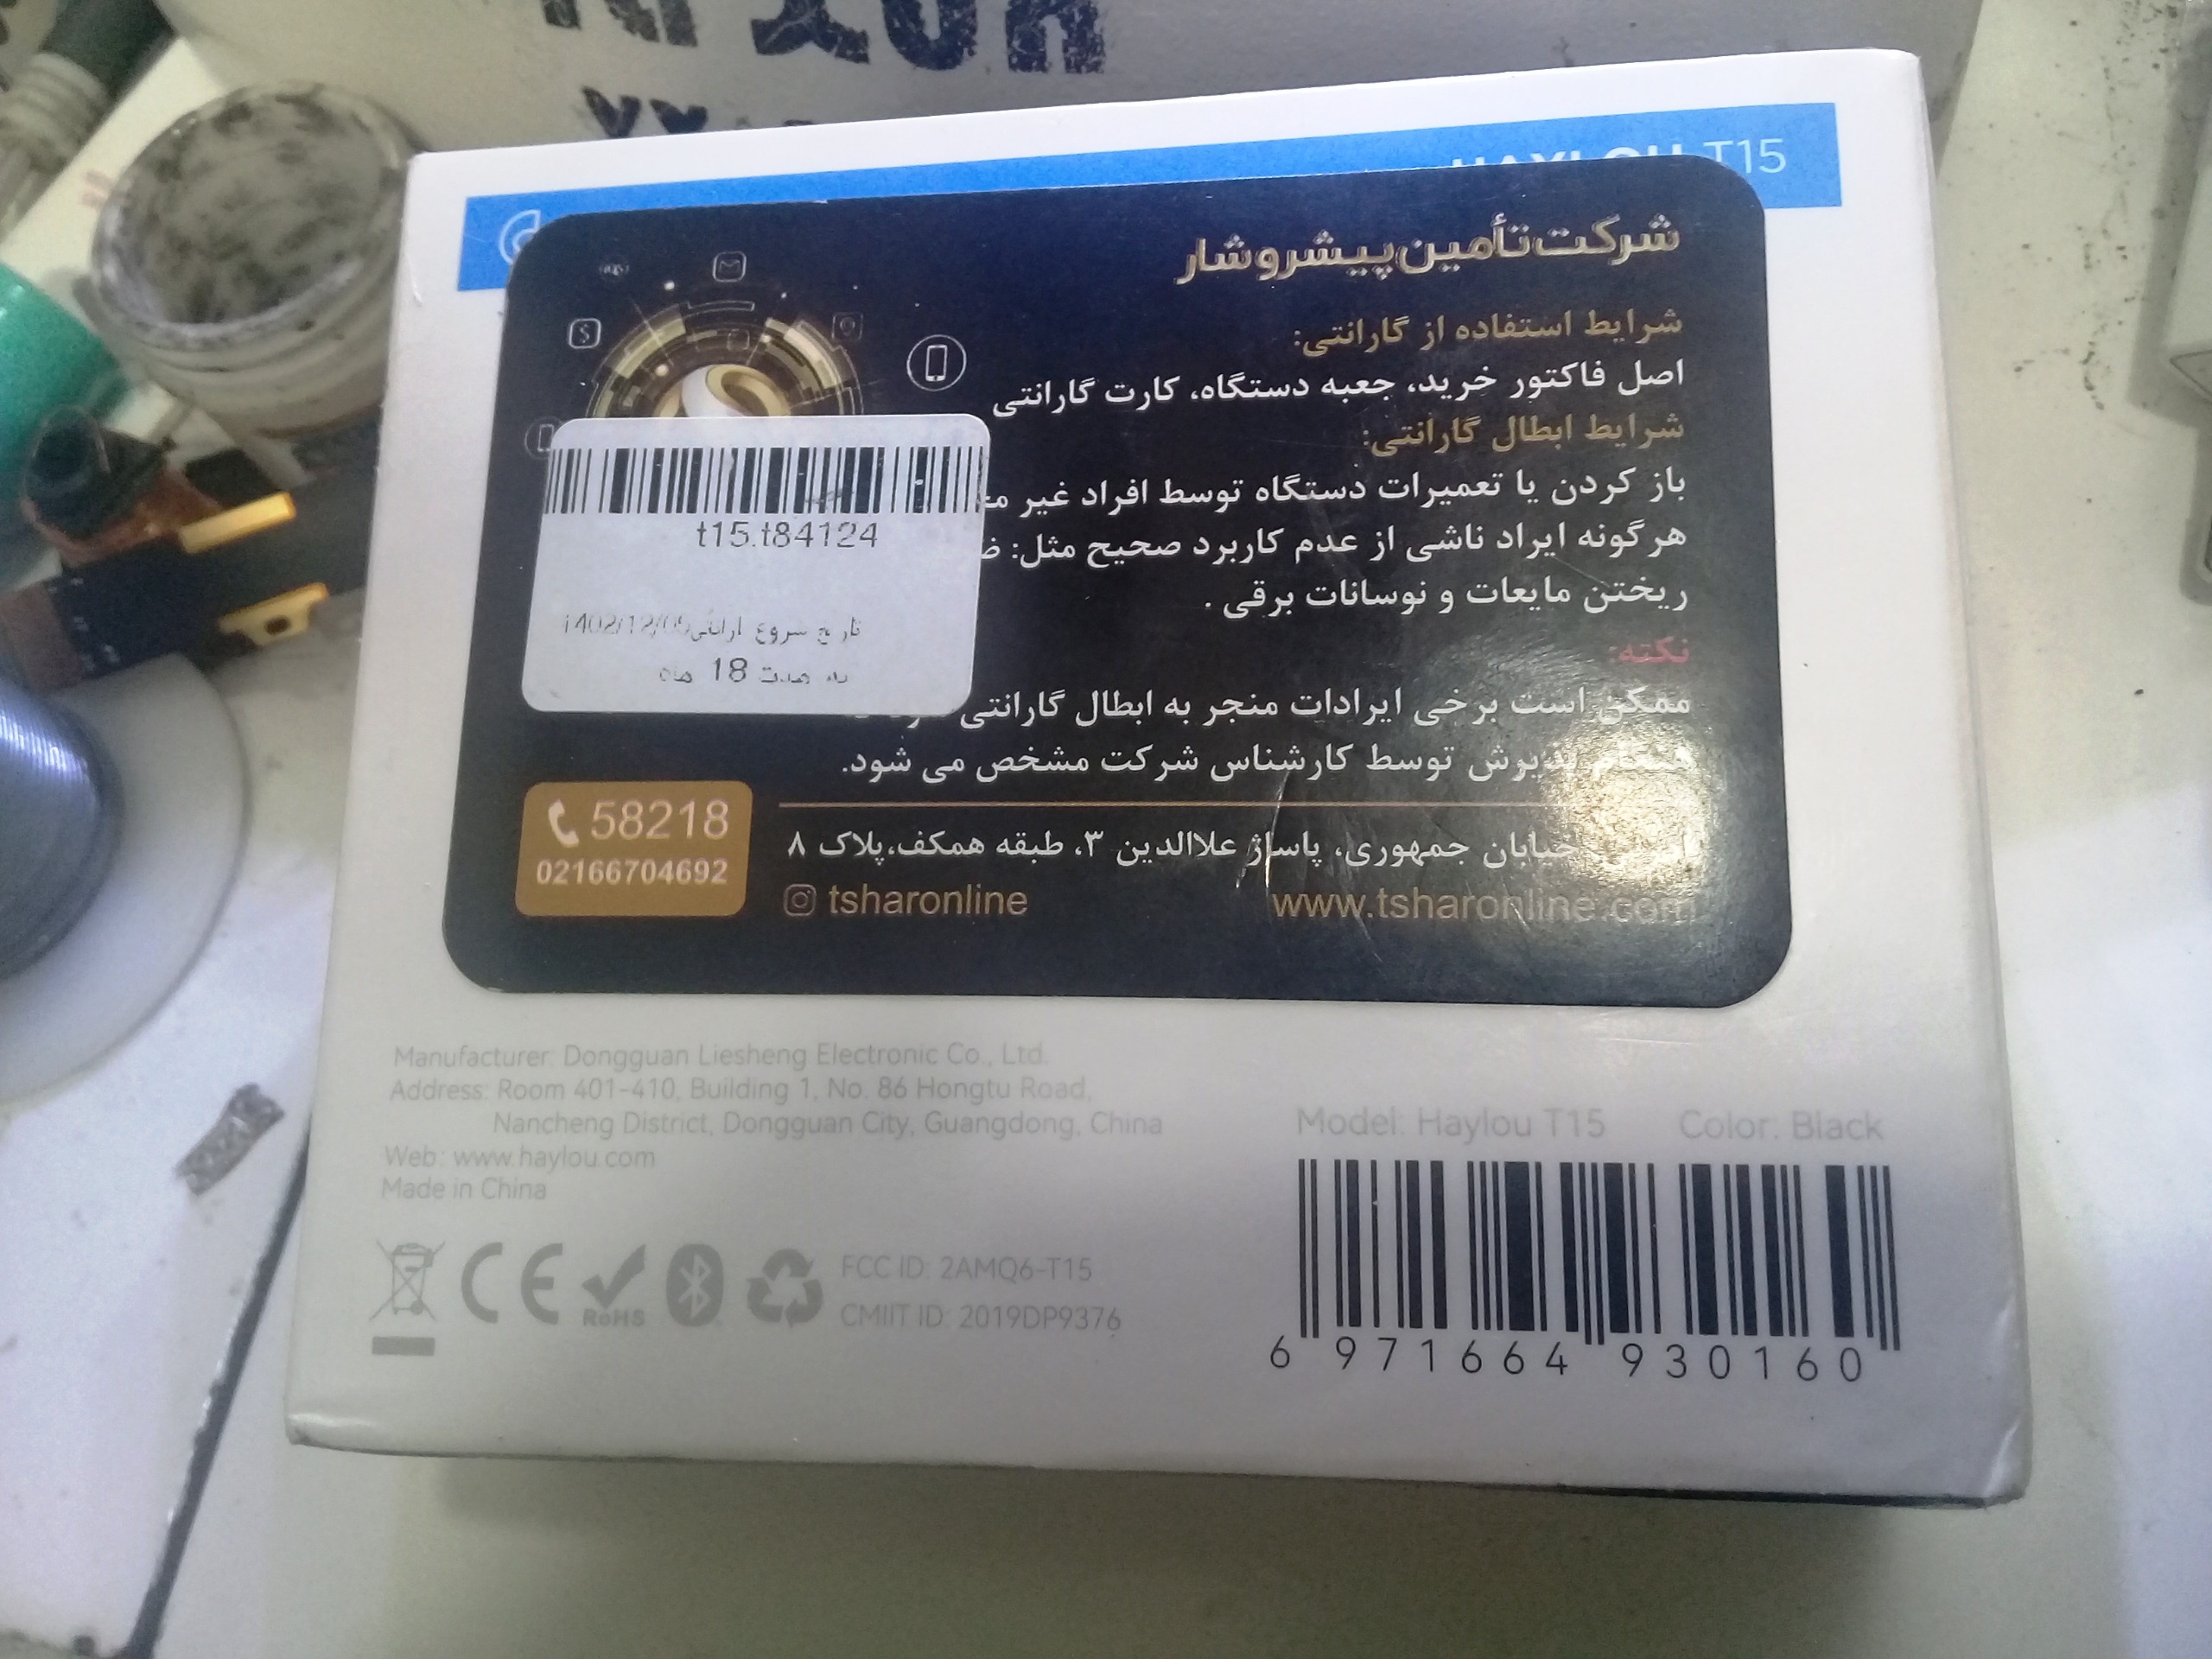 T15
شرکت تأمین پیشرو شار
شرایط استفاده از گارانتی:
اصل فاکتور خرید، جعبه دستگاه، کارت گارانتی
شرایط ابطال گارانتی:
باز کردن یا تعمیرات دستگاه توسط افراد غیر
هرگونه ایراد ناشی از عدم کاربرد صحیح مثل:
ریختن مایعات و نوسانات برقی .
نکته:
ممکن است برخی ایرادات منجر به ابطال گارانتی
هنگام پذیرش توسط کارشناس شرکت مشخص می شود.
t15.t84124
به مدت 18 ماه
58218
02166704692
خیابان جمهوری، پاساژ علاالدین ۳، طبقه همکف،پلاک ۸
tsharonline
www.tsharonline.com
Manufacturer: Dongguan Liesheng Electronic Co., Ltd.
Address: Room 401-410, Building 1, No. 86 Hongtu Road,
Nancheng District, Dongguan City, Guangdong, China
Web: www.haylou.com
Made in China
RoHS
FCC ID: 2AMQ6-T15
CMIIT ID: 2019DP9376
Model: Haylou T15 Color: Black
6 971664 930160